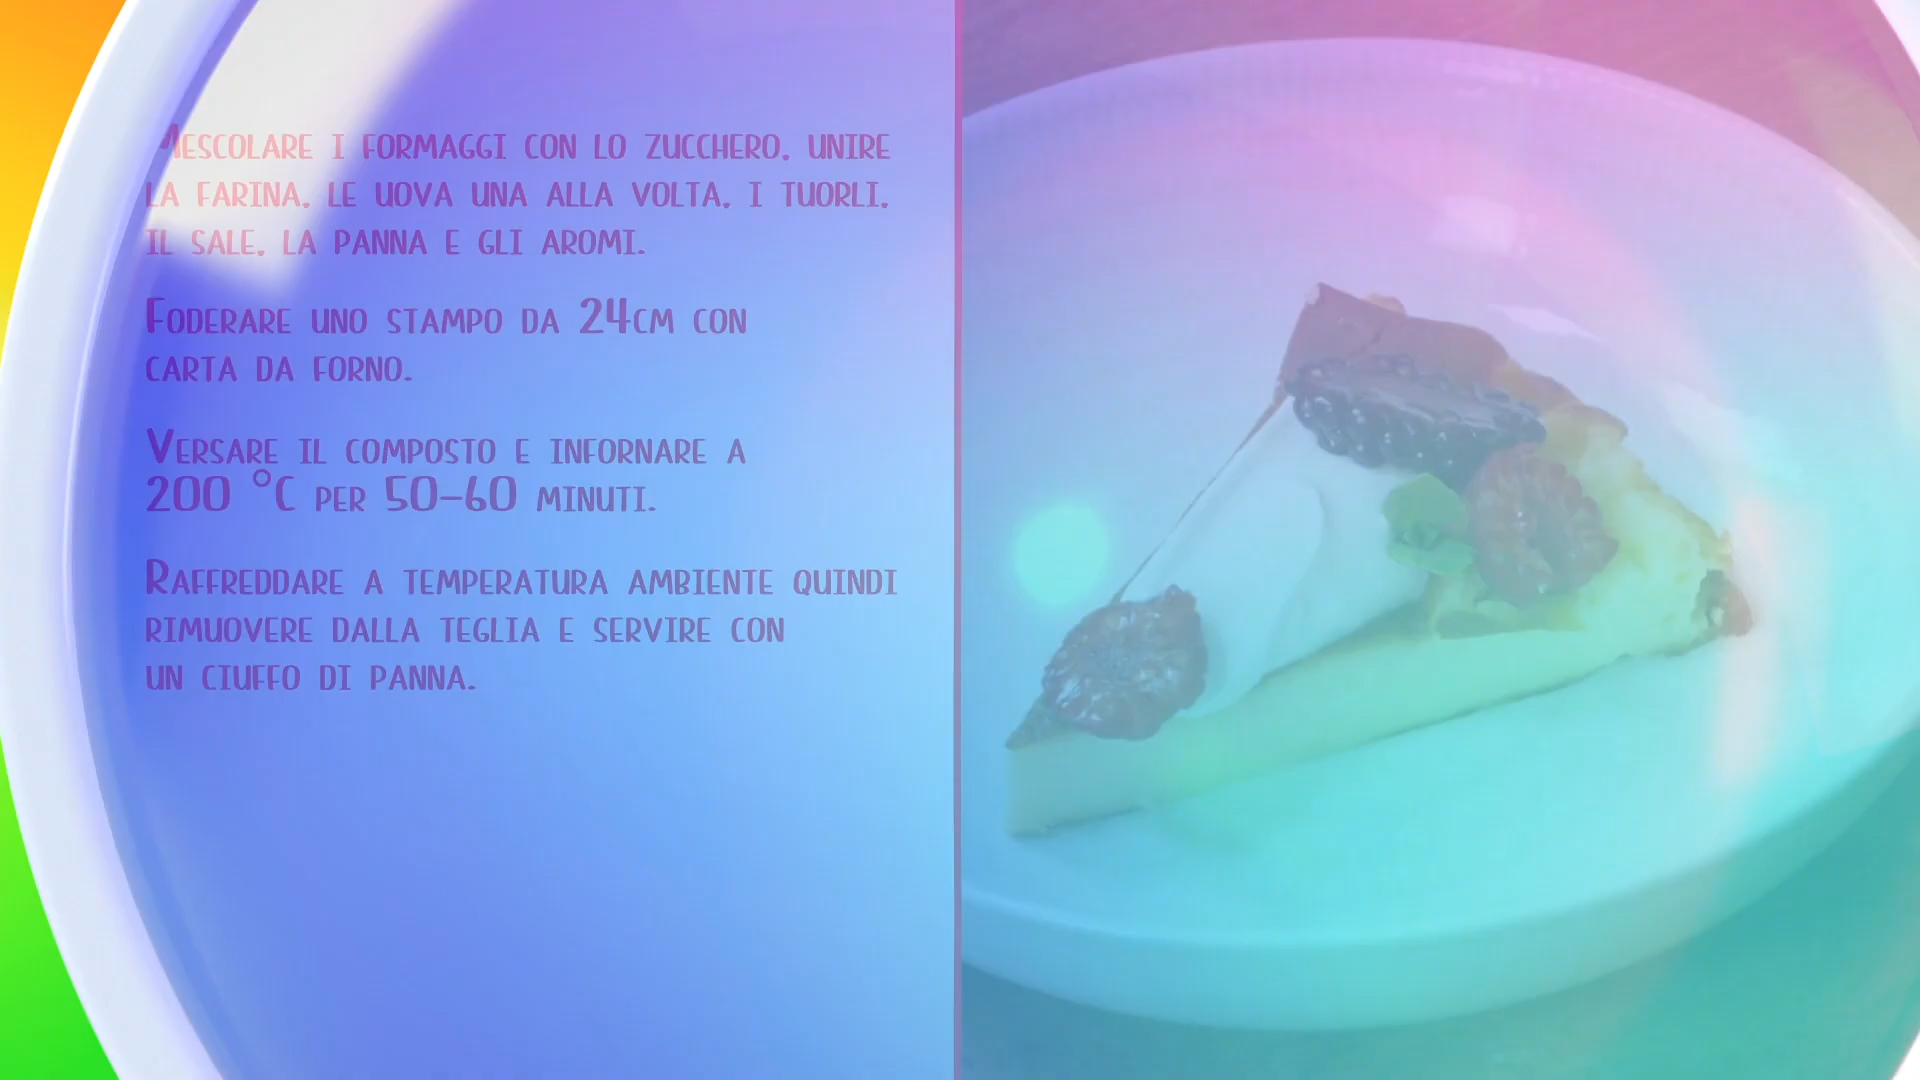 Mescolare i formaggi con lo zucchero, unire
la farina, le uova una alla volta, i tuorli,
il sale, la panna e gli aromi.
Foderare uno stampo da 24cm con
carta da forno.
Versare il composto e infornare a
200 °C per 50-60 minuti.
Raffreddare a temperatura ambiente quindi
rimuovere dalla teglia e servire con
un ciuffo di panna.